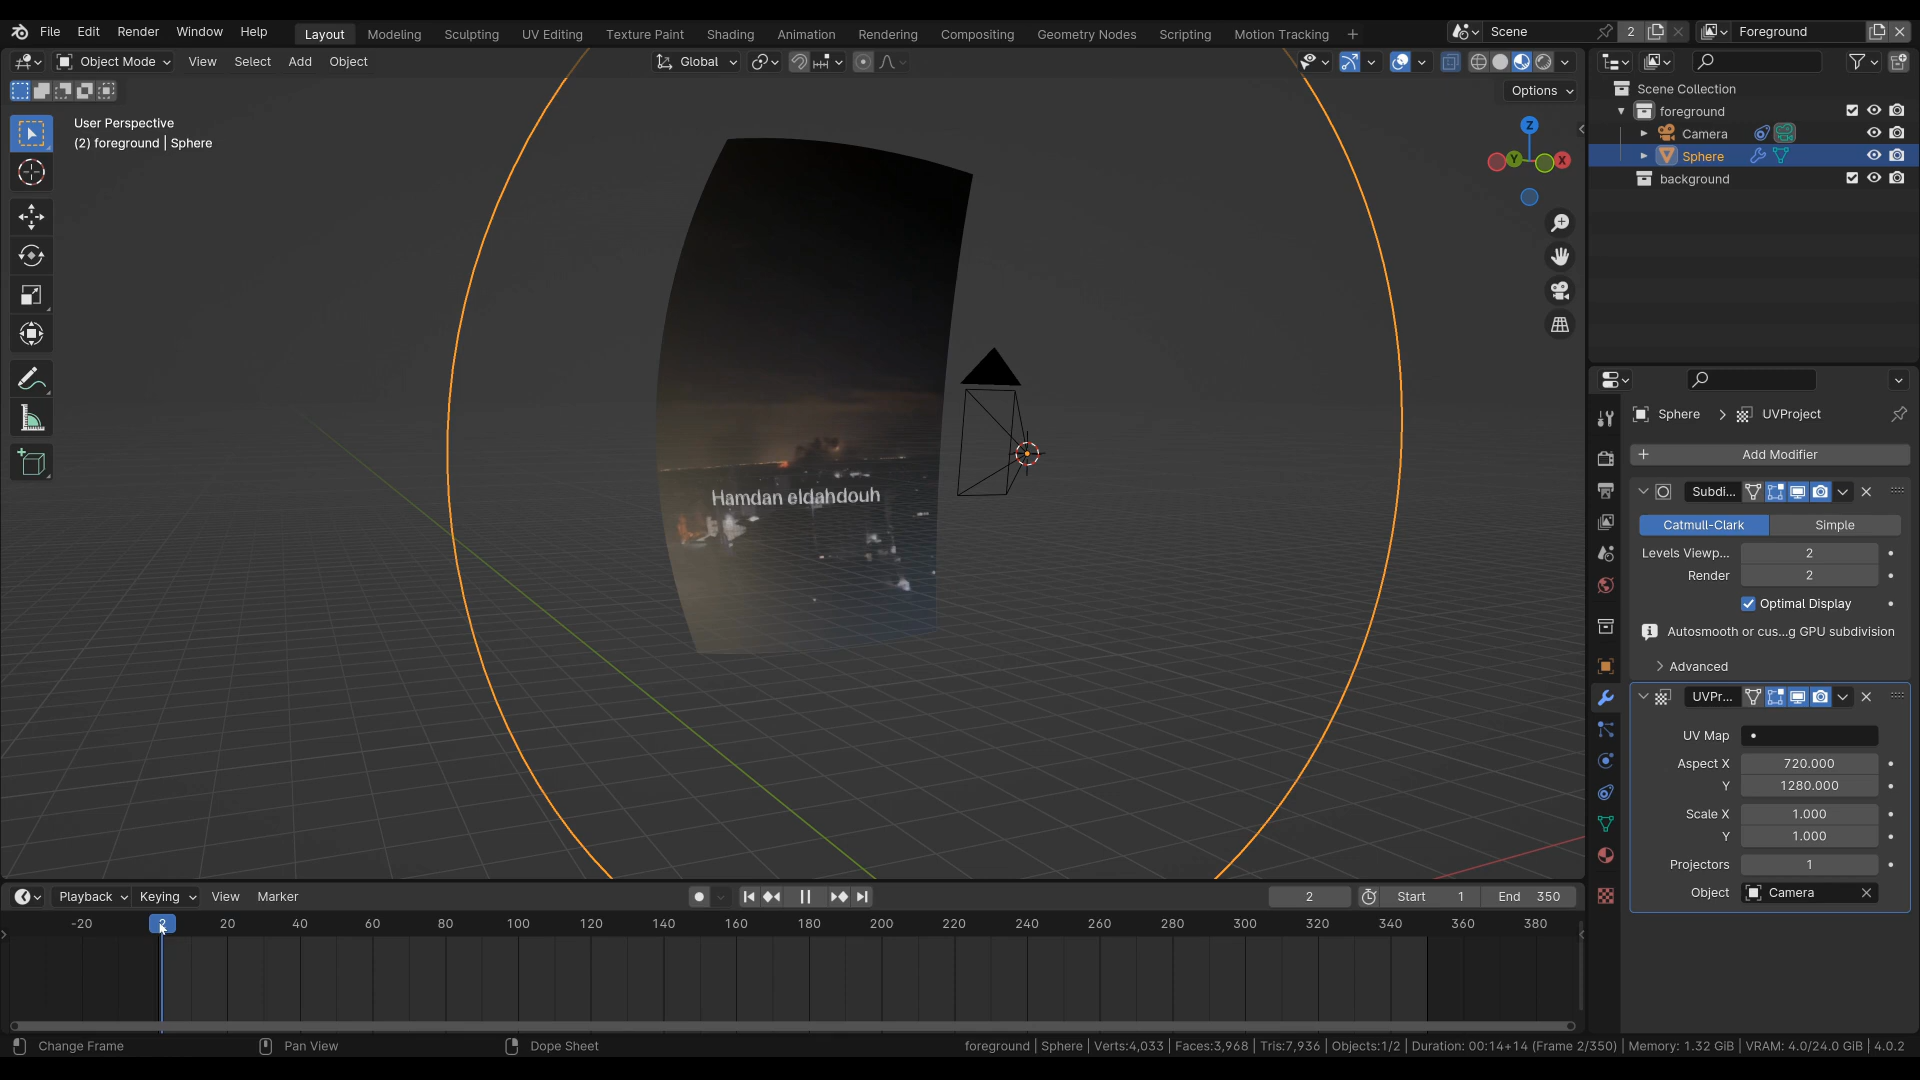 File Edit Render Window Help Layout Modeling Sculpting UV Editing Texture Paint Shading Animation Rendering Compositing Geometry Nodes Scripting Motion Tracking + Scene 2 Foreground
Object Mode View Select Add Object Global
Options
User Perspective
(2) foreground | Sphere
Z
Y
X
Hamdan eldahdouh
Scene Collection
foreground
Camera
Sphere
background
Sphere > UVProject
+ Add Modifier
Subdi...
Catmull-Clark Simple
Levels Viewp... 2
Render 2
Optimal Display
Autosmooth or cus...g GPU subdivision
Advanced
UVPr...
UV Map
Aspect X 720.000
Y 1280.000
Scale X 1.000
Y 1.000
Projectors 1
Object Camera
Playback Keying View Marker 2 Start 1 End 350
-20 2 20 40 60 80 100 120 140 160 180 200 220 240 260 280 300 320 340 360 380
Change Frame Pan View Dope Sheet foreground | Sphere | Verts:4,033 | Faces:3,968 | Tris:7,936 | Objects:1/2 | Duration: 00:14+14 (Frame 2/350) | Memory: 1.32 GiB | VRAM: 4.0/24.0 GiB | 4.0.2